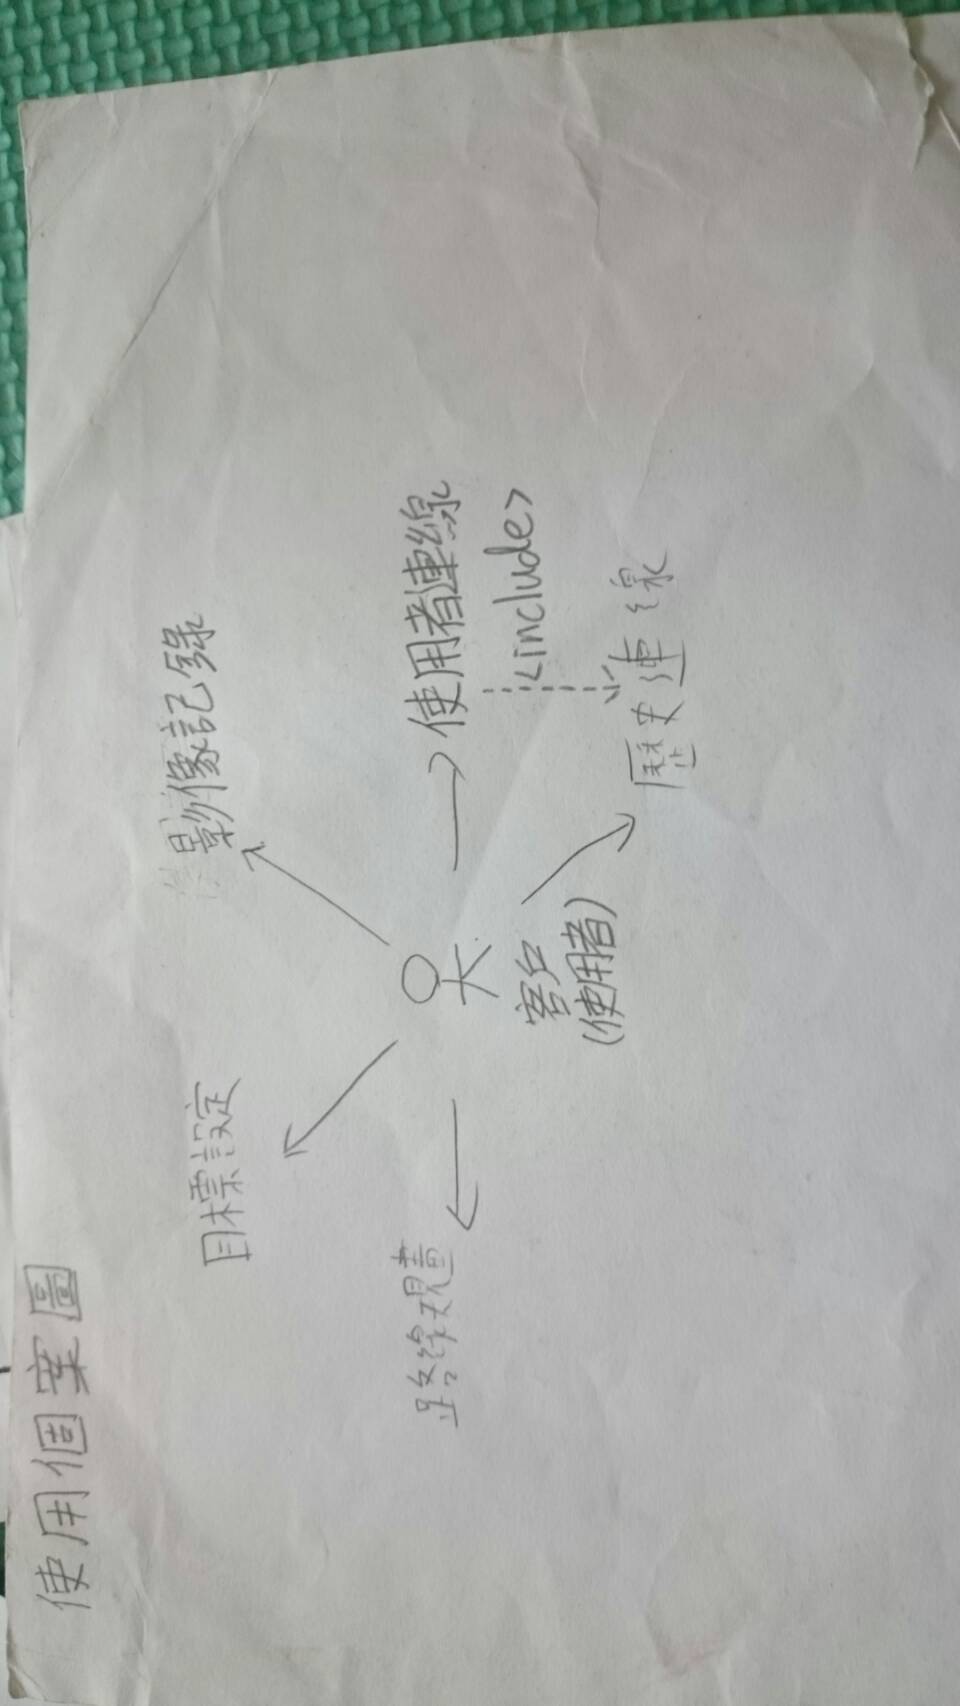 使用個案圖
目標設定
影像記錄
路線規畫
使用者連線
<include>
客戶
(使用者)
歷史連線